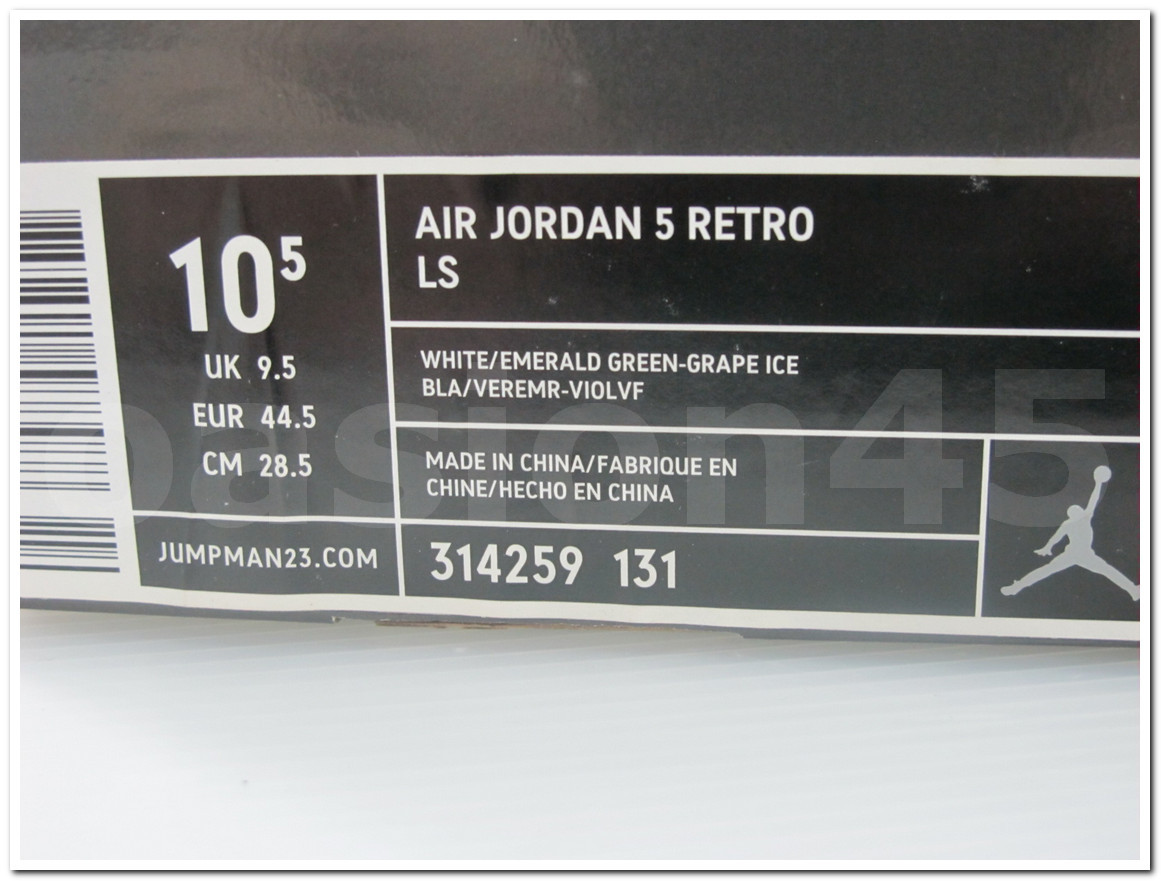 10⁵
UK 9.5
EUR 44.5
CM 28.5
JUMPMAN23.COM
AIR JORDAN 5 RETRO
LS
WHITE/EMERALD GREEN-GRAPE ICE
BLA/VEREMR-VIOLVF
MADE IN CHINA/FABRIQUE EN
CHINE/HECHO EN CHINA
314259 131
pasion45